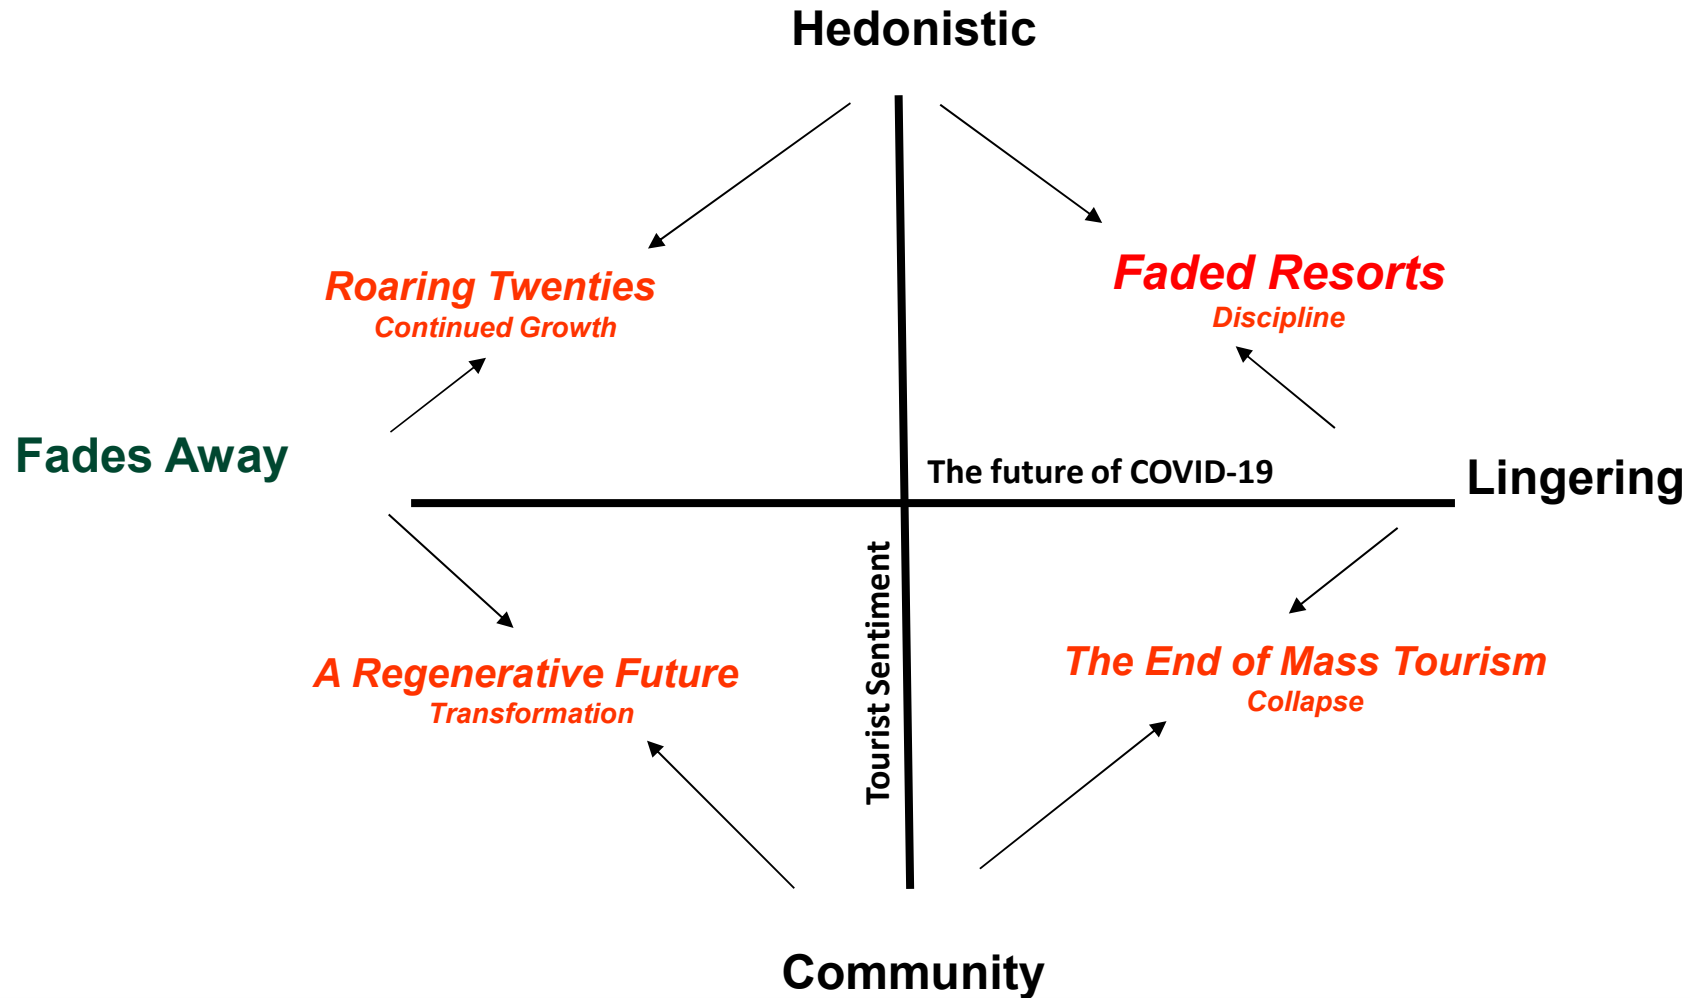 Hedonistic
Roaring Twenties
Continued Growth
Faded Resorts
Discipline
Fades Away
The future of COVID-19
Lingering
Tourist Sentiment
A Regenerative Future
Transformation
The End of Mass Tourism
Collapse
Community